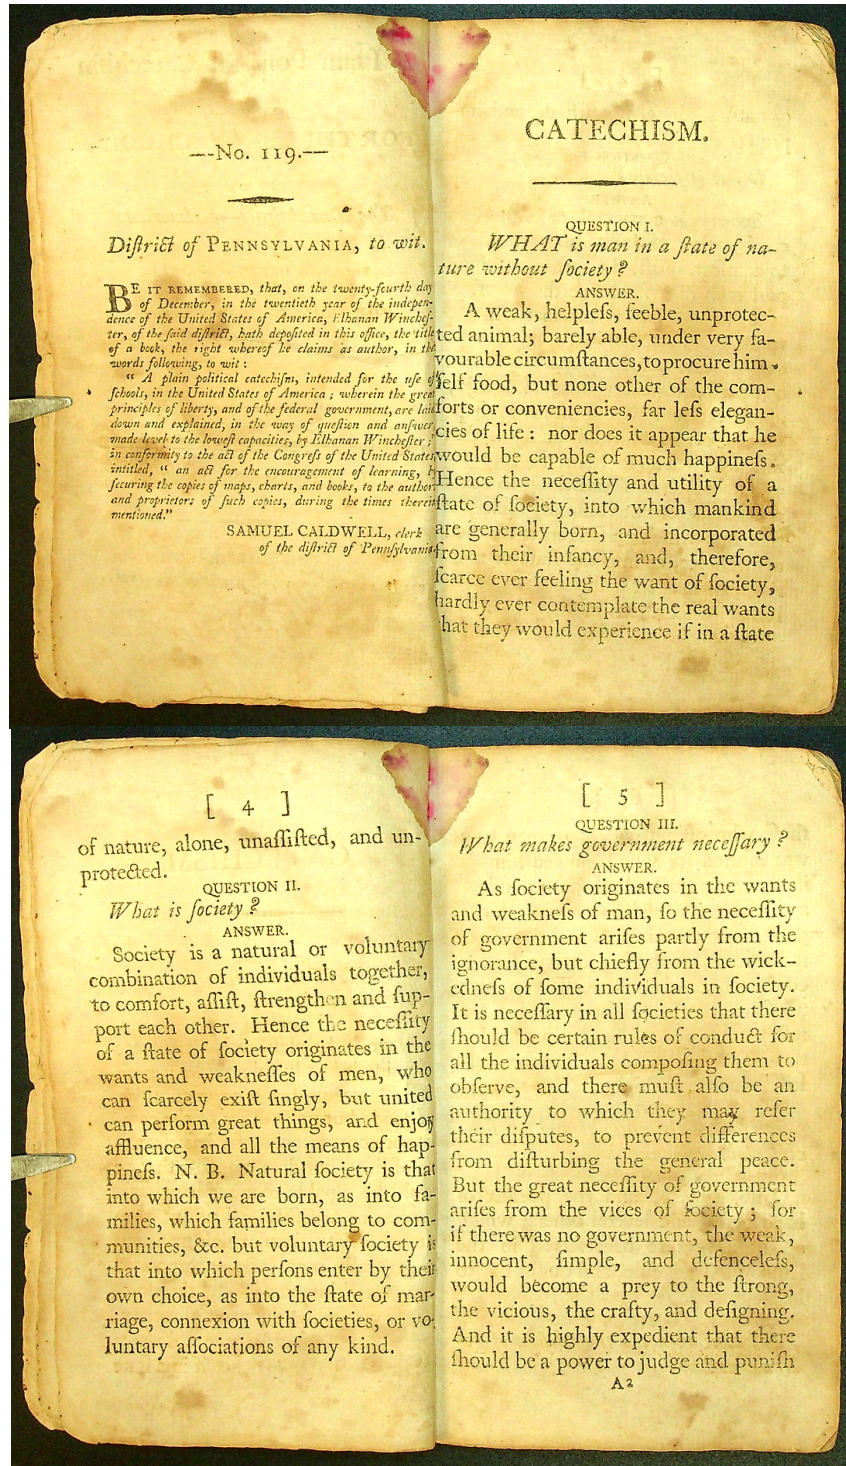 —No. 119.—
Diſtrict of PENNSYLVANIA, to wit.
BE IT REMEMBERED, that, on the twenty-fourth day
of December, in the twentieth year of the indepen-
dence of the United States of America, Elhanan Wincheſ-
ter, of the ſaid diſtrict, hath depoſited in this office, the title
of a book, the right whereof he claims as author, in the
words following, to wit :
“ A plain political catechiſm, intended for the uſe of
ſchools, in the United States of America ; wherein the great
principles of liberty, and of the federal government, are laid
down and explained, in the way of queſtion and anſwer,
made level to the loweſt capacities, by Elhanan Wincheſter ;”
in conformity to the act of the Congreſs of the United States,
intitled, “ an act for the encouragement of learning, by
ſecuring the copies of maps, charts, and books, to the authors
and proprietors of ſuch copies, during the times therein
mentioned.”
SAMUEL CALDWELL, clerk
of the diſtrict of Pennſylvania.
CATECHISM.
QUESTION I.
WHAT is man in a ſtate of na-
ture without ſociety ?
ANSWER.
A weak, helpleſs, feeble, unprotec-
ted animal; barely able, under very fa-
vourable circumſtances, to procure him-
ſelf food, but none other of the com-
forts or conveniencies, far leſs elegan-
cies of life : nor does it appear that he
would be capable of much happineſs.
Hence the neceſſity and utility of a
ſtate of ſociety, into which mankind
are generally born, and incorporated
from their infancy, and, therefore,
ſcarce ever feeling the want of ſociety,
hardly ever contemplate the real wants
that they would experience if in a ſtate
[ 4 ]
of nature, alone, unaſſiſted, and un-
protected.
QUESTION II.
What is ſociety ?
ANSWER.
Society is a natural or voluntary
combination of individuals together,
to comfort, aſſiſt, ſtrengthen and ſup-
port each other. Hence the neceſſity
of a ſtate of ſociety originates in the
wants and weakneſſes of men, who
can ſcarcely exiſt ſingly, but united
can perform great things, and enjoy
affluence, and all the means of hap-
pineſs. N. B. Natural ſociety is that
into which we are born, as into fa-
milies, which families belong to com-
munities, &c. but voluntary ſociety is
that into which perſons enter by their
own choice, as into the ſtate of mar-
riage, connexion with ſocieties, or vo-
luntary aſſociations of any kind.
[ 5 ]
QUESTION III.
What makes government neceſſary ?
ANSWER.
As ſociety originates in the wants
and weakneſs of man, ſo the neceſſity
of government ariſes partly from the
ignorance, but chiefly from the wick-
edneſs of ſome individuals in ſociety.
It is neceſſary in all ſocieties that there
ſhould be certain rules of conduct for
all the individuals compoſing them to
obſerve, and there muſt alſo be an
authority to which they may refer
their diſputes, to prevent differences
from diſturbing the general peace.
But the great neceſſity of government
ariſes from the vices of ſociety ; for
if there was no government, the weak,
innocent, ſimple, and defenceleſs,
would become a prey to the ſtrong,
the vicious, the crafty, and deſigning.
And it is highly expedient that there
ſhould be a power to judge and puniſh
A 2